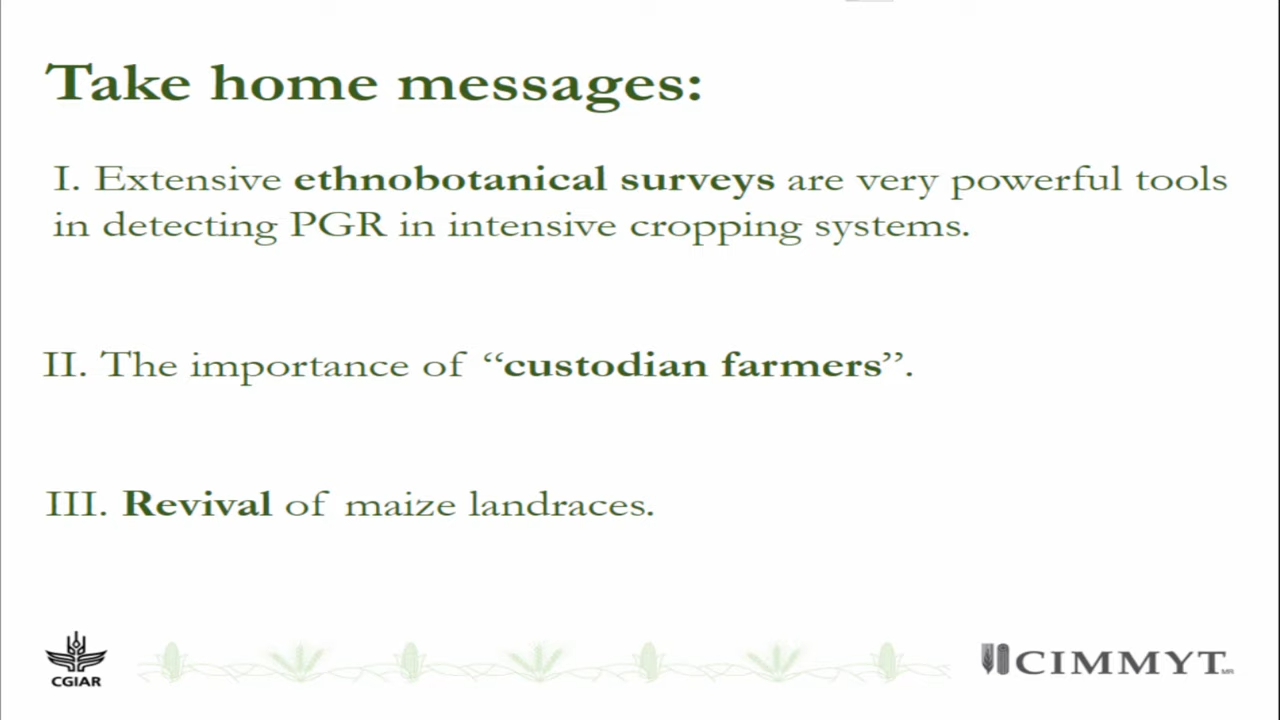 Take home messages:
I. Extensive ethnobotanical surveys are very powerful tools
in detecting PGR in intensive cropping systems.
II. The importance of “custodian farmers”.
III. Revival of maize landraces.
CGIAR
CIMMYT MR